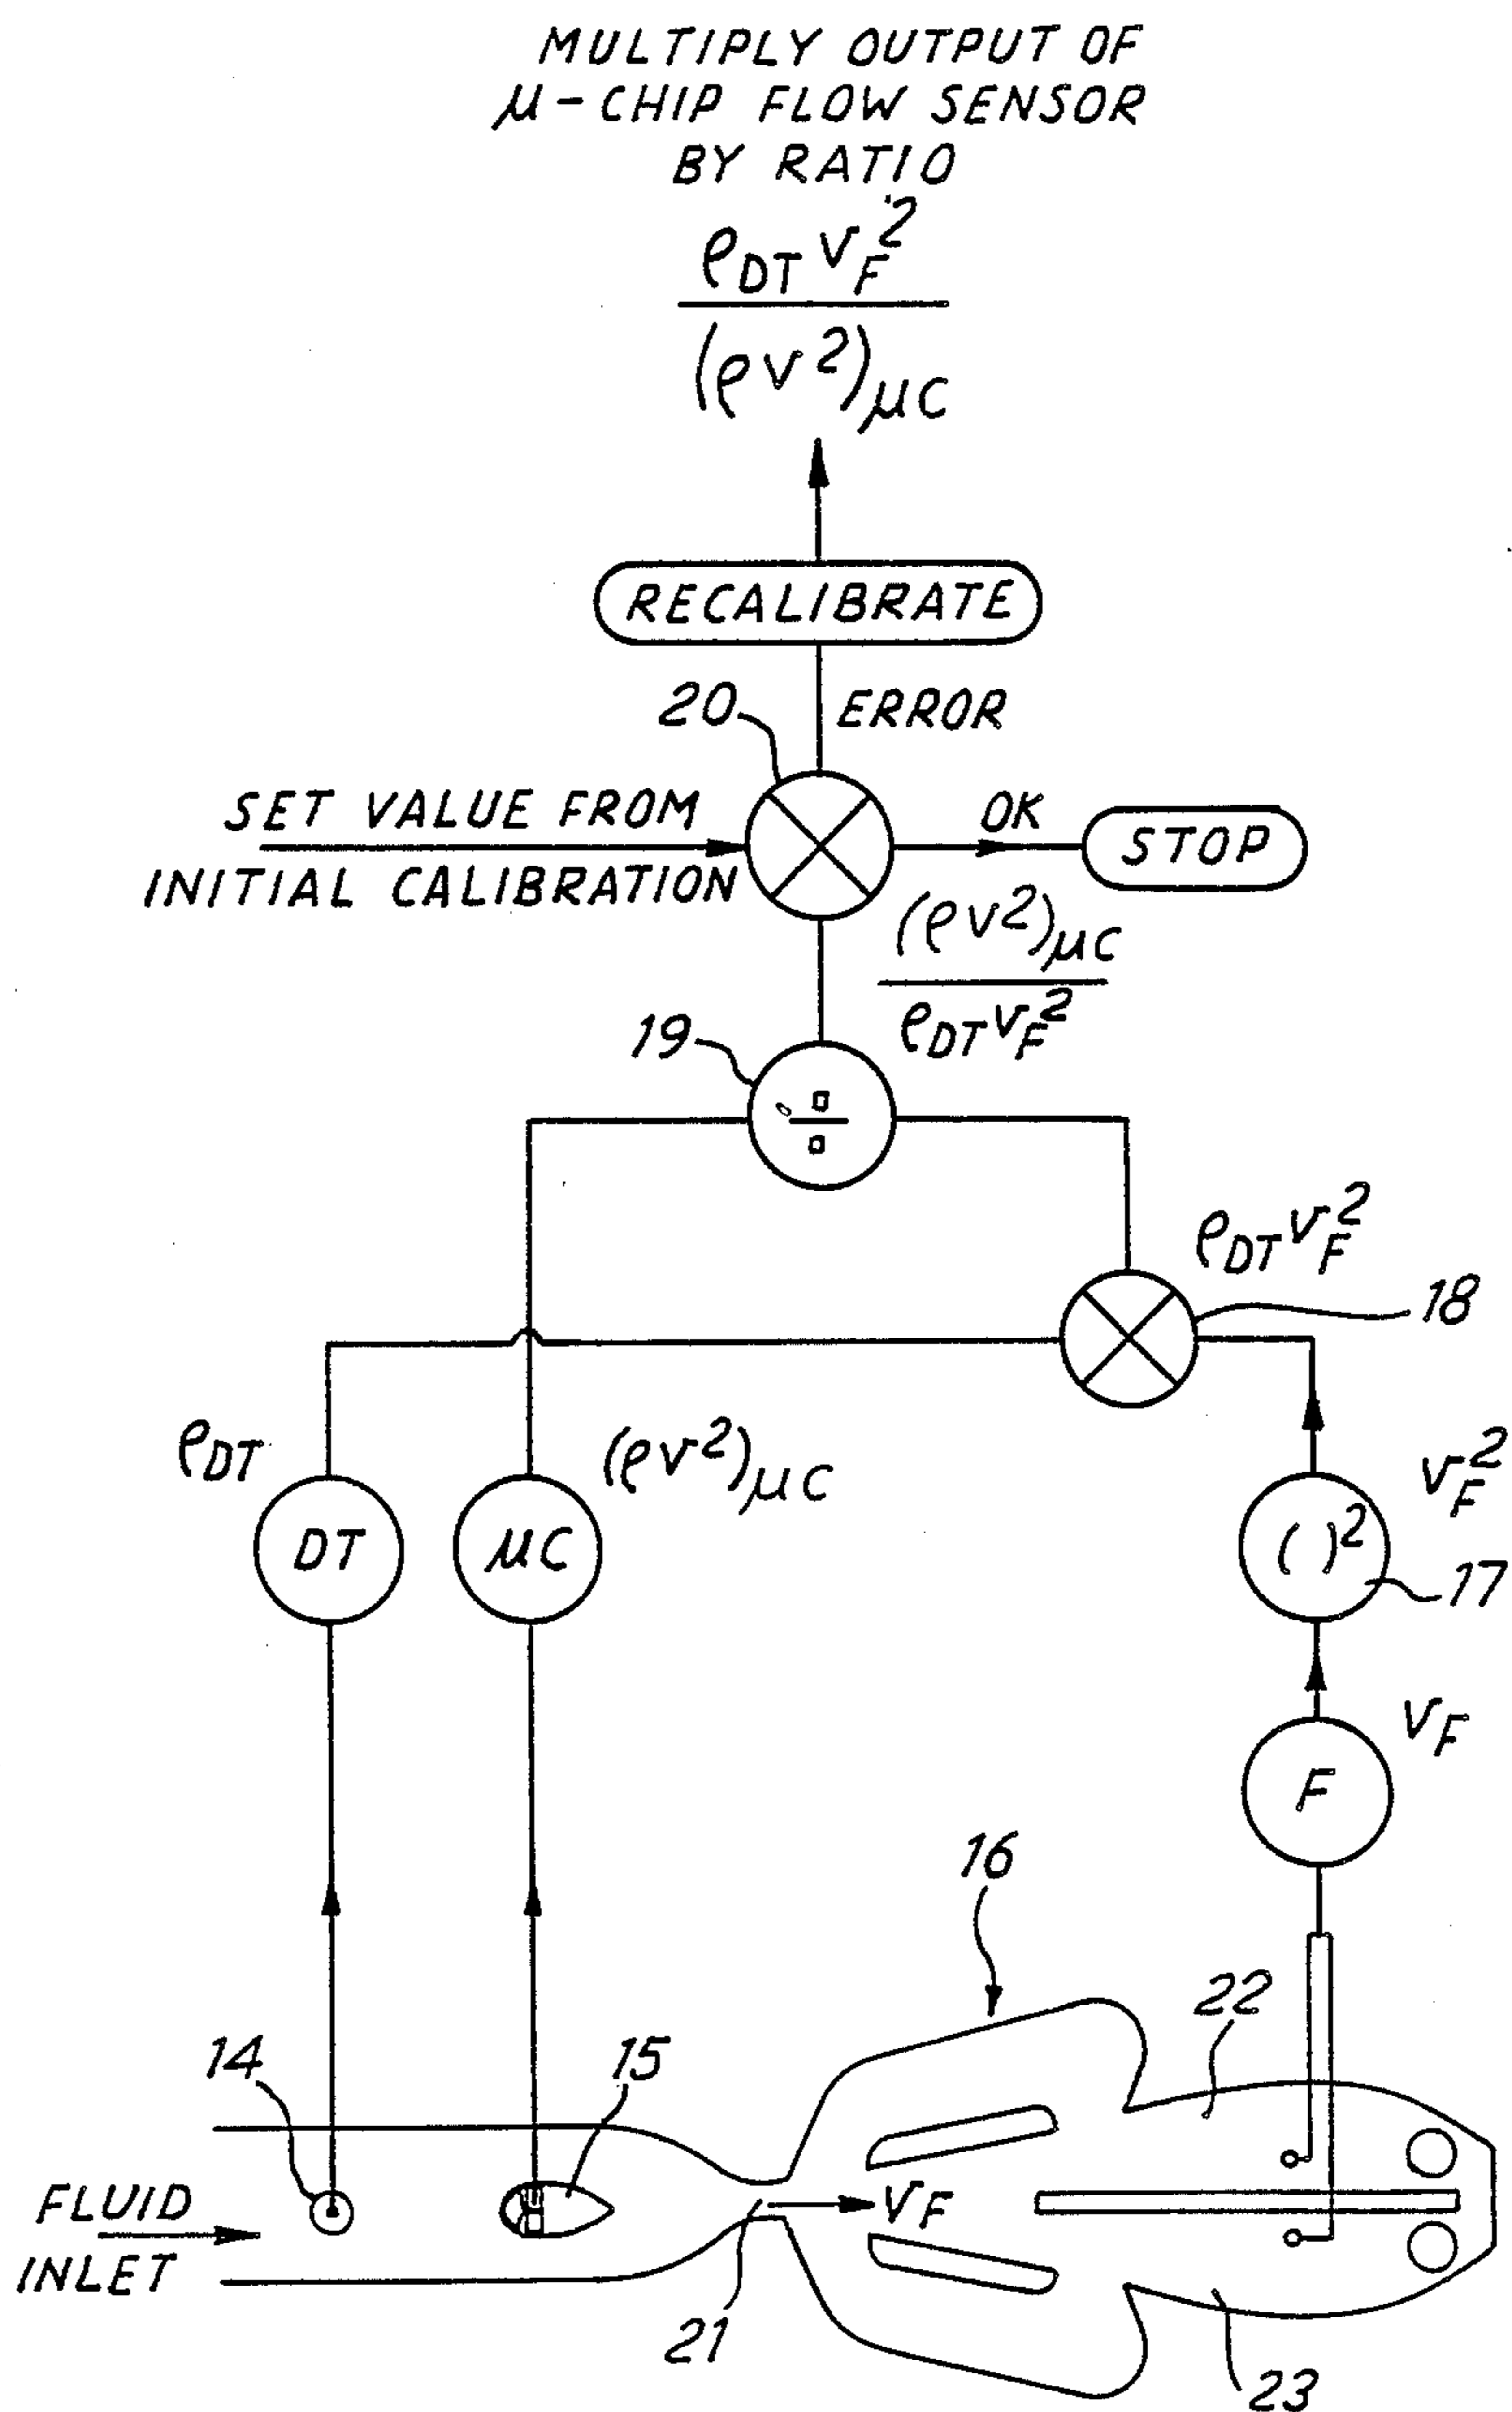 MULTIPLY OUTPUT OF
μ-CHIP FLOW SENSOR
BY RATIO
ρDT VF²
(ρV²)μC
RECALIBRATE
20
ERROR
SET VALUE FROM
INITIAL CALIBRATION
OK
STOP
(ρV²)μC
ρDT VF²
19
÷
ρDT VF²
18
ρDT
(ρV²)μC
VF²
DT
μC
( )²
17
VF
F
16
22
14
15
FLUID
INLET
VF
21
23